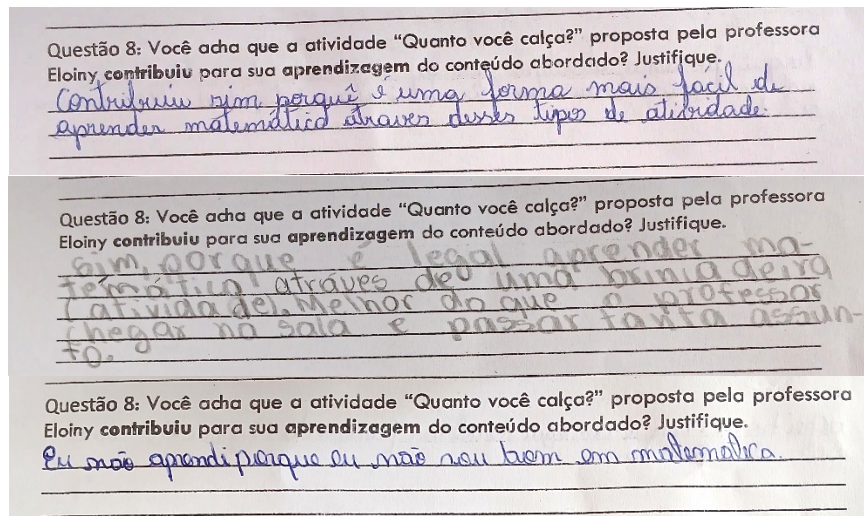 Questão 8: Você acha que a atividade “Quanto você calça?” proposta pela professora
Eloiny contribuiu para sua aprendizagem do conteúdo abordado? Justifique.
Contribuiu sim porquê é uma forma mais facil de
aprender matemática atraves desses tipos de atividade.
Questão 8: Você acha que a atividade “Quanto você calça?” proposta pela professora
Eloiny contribuiu para sua aprendizagem do conteúdo abordado? Justifique.
Sim, porque é legal aprender ma-
temática atráves de uma brincadeira
(atividade). Melhor do que o professor
chegar na sala e passar tanta assun-
to.
Questão 8: Você acha que a atividade “Quanto você calça?” proposta pela professora
Eloiny contribuiu para sua aprendizagem do conteúdo abordado? Justifique.
Eu não aprendi porque eu não sou bom em matemática.